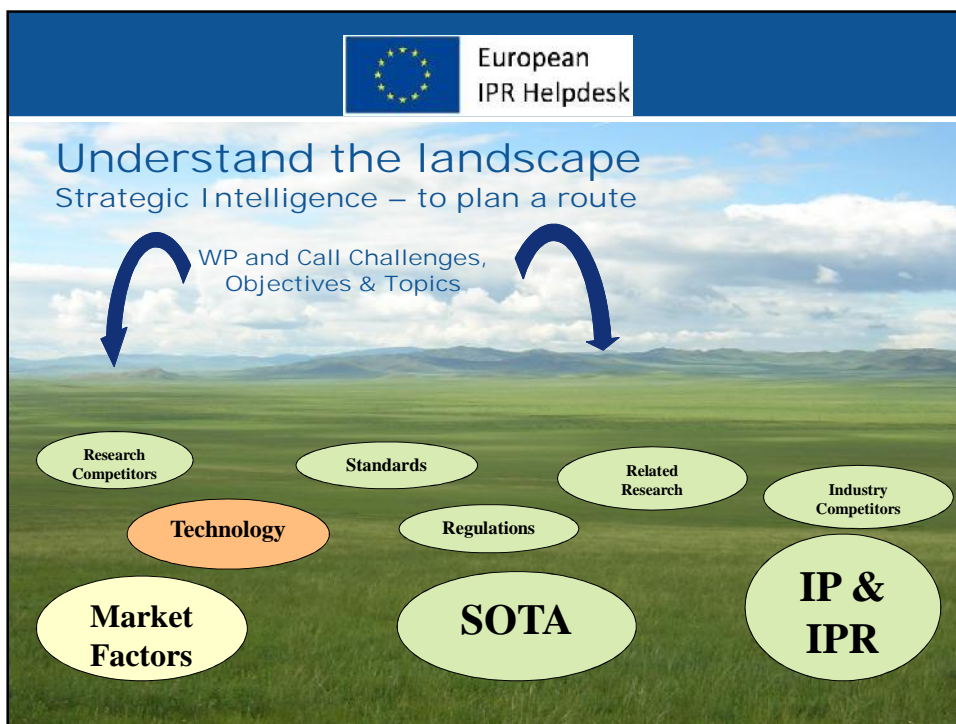 European
IPR Helpdesk
Understand the landscape
Strategic Intelligence – to plan a route
WP and Call Challenges,
Objectives & Topics
Research
Competitors
Standards
Related
Research
Industry
Competitors
Technology
Regulations
Market
Factors
SOTA
IP &
IPR